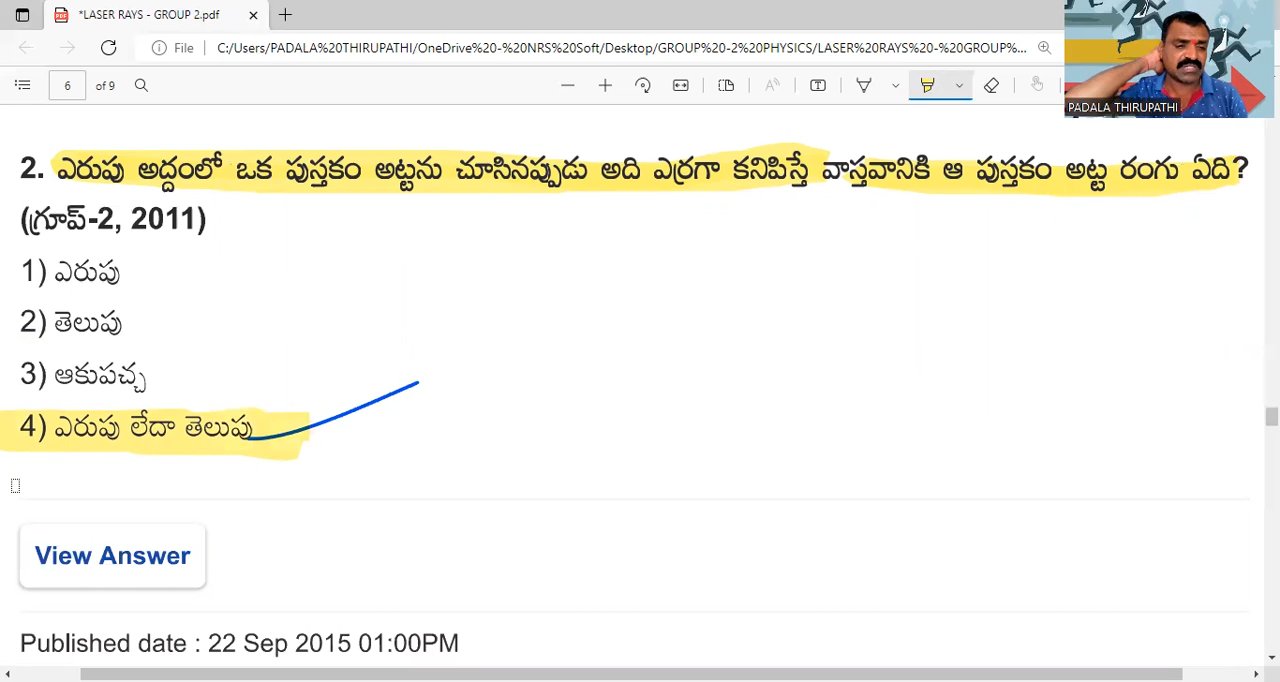 *LASER RAYS - GROUP 2.pdf
File C:/Users/PADALA%20THIRUPATHI/OneDrive%20-%20NRS%20Soft/Desktop/GROUP%20-2%20PHYSICS/LASER%20RAYS%20-%20GROUP%...
6 of 9
PADALA THIRUPATHI
2. ఎరుపు అద్దంలో ఒక పుస్తకం అట్టను చూసినప్పుడు అది ఎర్రగా కనిపిస్తే వాస్తవానికి ఆ పుస్తకం అట్ట రంగు ఏది?
(గ్రూప్-2, 2011)
1) ఎరుపు
2) తెలుపు
3) ఆకుపచ్చ
4) ఎరుపు లేదా తెలుపు
View Answer
Published date : 22 Sep 2015 01:00PM